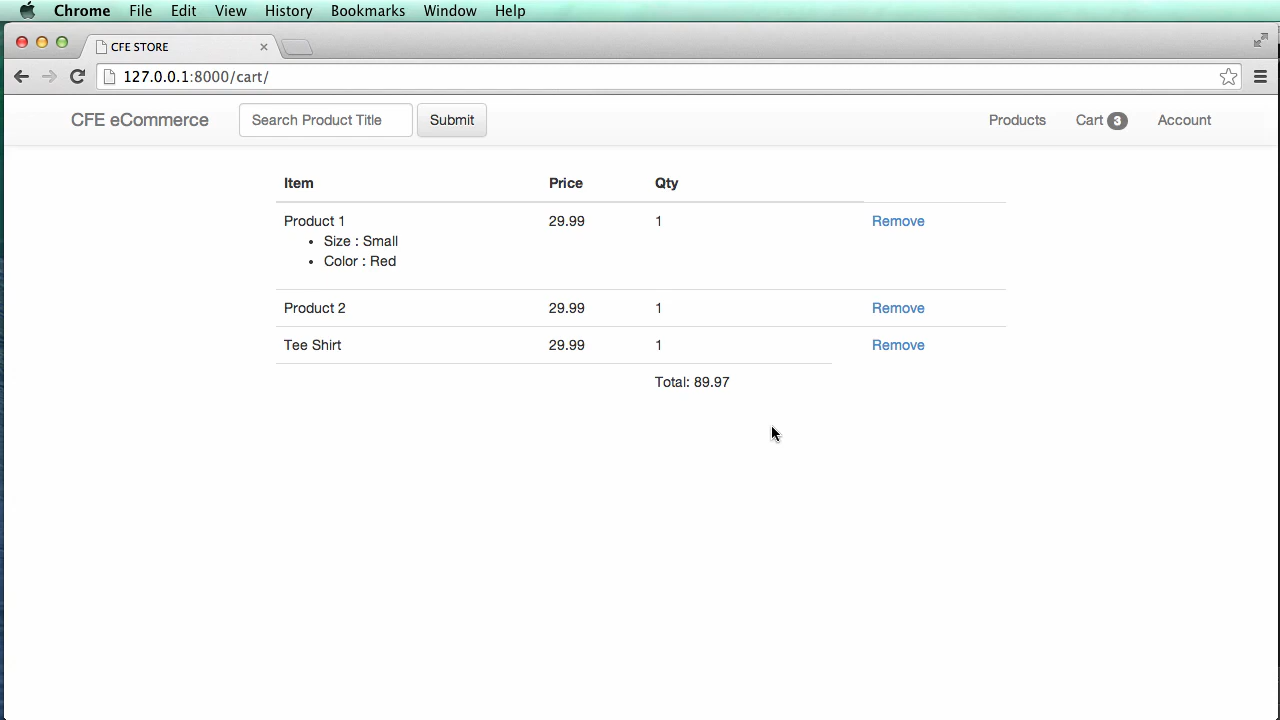 Chrome File Edit View History Bookmarks Window Help
CFE STORE
127.0.0.1:8000/cart/
CFE eCommerce Search Product Title Submit Products Cart 3 Account
Item Price Qty
Product 1 29.99 1 Remove
• Size : Small
• Color : Red
Product 2 29.99 1 Remove
Tee Shirt 29.99 1 Remove
Total: 89.97